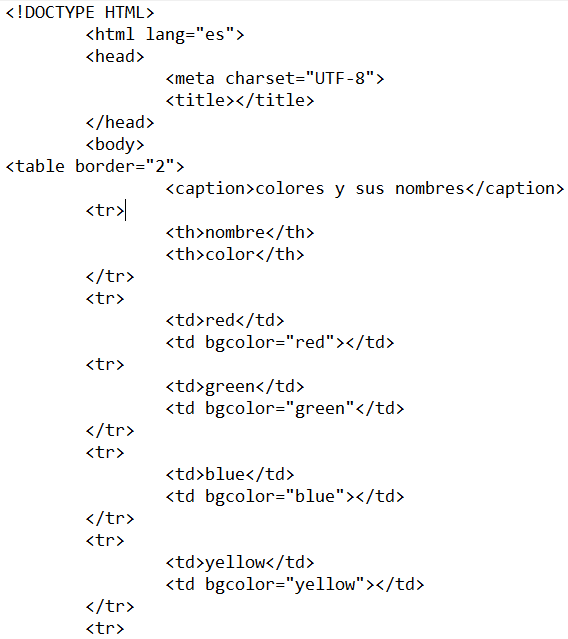 <!DOCTYPE HTML>
<html lang="es">
<head>
<meta charset="UTF-8">
<title></title>
</head>
<body>
<table border="2">
<caption>colores y sus nombres</caption>
<tr>
<th>nombre</th>
<th>color</th>
</tr>
<tr>
<td>red</td>
<td bgcolor="red"></td>
<tr>
<td>green</td>
<td bgcolor="green"</td>
</tr>
<tr>
<td>blue</td>
<td bgcolor="blue"></td>
</tr>
<tr>
<td>yellow</td>
<td bgcolor="yellow"></td>
</tr>
<tr>